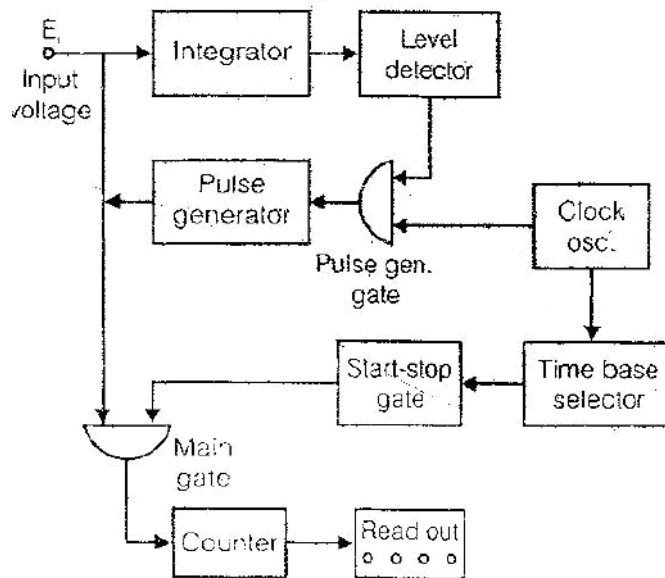 Eᵢ
Input
voltage
Integrator
Level
detector
Pulse
generator
Pulse gen.
gate
Clock
osct.
Start-stop
gate
Time base
selector
Main
gate
Counter
Read out